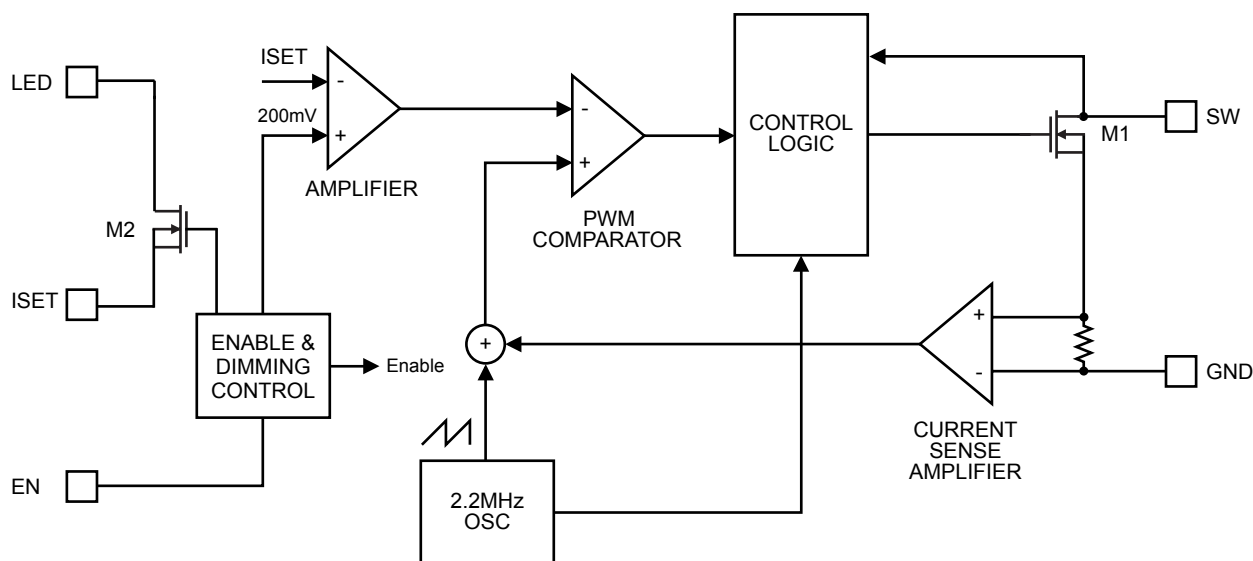 LED
ISET
200mV
-
+
AMPLIFIER
-
+
PWM
COMPARATOR
CONTROL
LOGIC
M1
SW
M2
ISET
ENABLE &
DIMMING
CONTROL
Enable
+
+
-
CURRENT
SENSE
AMPLIFIER
GND
EN
2.2MHz
OSC